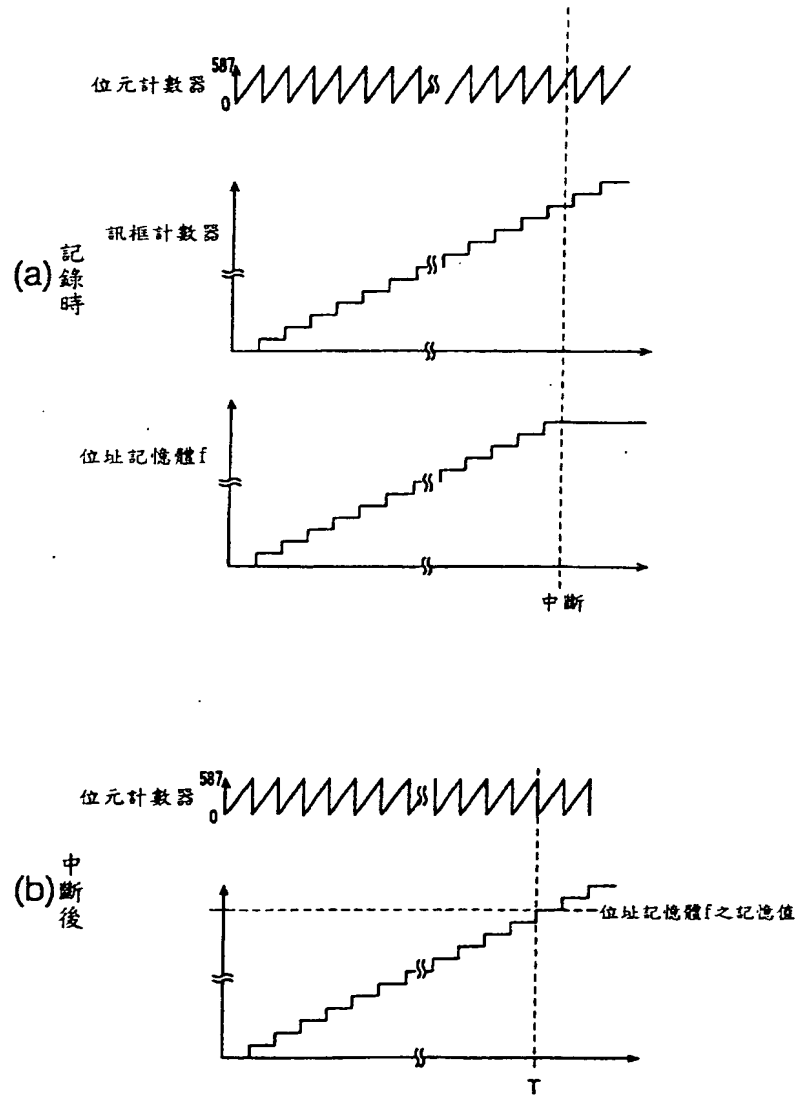 587
位元計數器
0
訊框計數器
(a)
記錄時
位址記憶體f
中斷
587
位元計數器
0
(b)
中斷後
位址記憶體f之記憶值
T